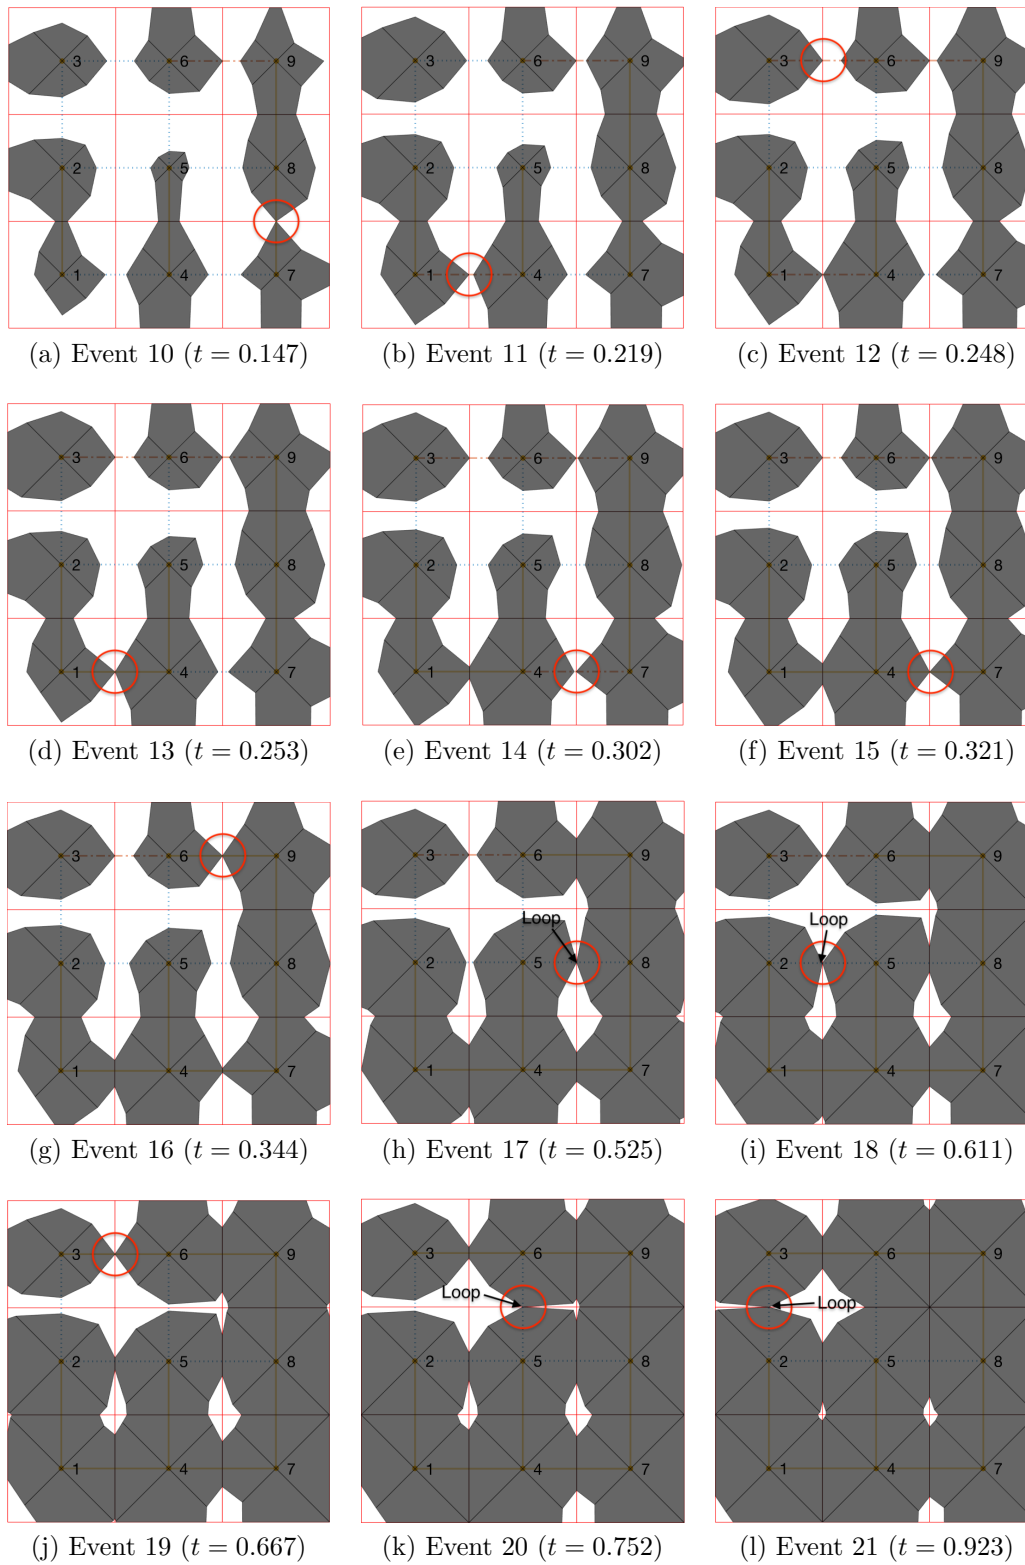 3 6 9
2 5 8
1 4 7
(a) Event 10 (t = 0.147)
3 6 9
2 5 8
1 4 7
(b) Event 11 (t = 0.219)
3 6 9
2 5 8
1 4 7
(c) Event 12 (t = 0.248)
3 6 9
2 5 8
1 4 7
(d) Event 13 (t = 0.253)
3 6 9
2 5 8
1 4 7
(e) Event 14 (t = 0.302)
3 6 9
2 5 8
1 4 7
(f) Event 15 (t = 0.321)
3 6 9
2 5 8
1 4 7
(g) Event 16 (t = 0.344)
3 6 9
Loop
2 5 8
1 4 7
(h) Event 17 (t = 0.525)
3 6 9
Loop
2 5 8
1 4 7
(i) Event 18 (t = 0.611)
3 6 9
2 5 8
1 4 7
(j) Event 19 (t = 0.667)
3 6 9
Loop
2 5 8
1 4 7
(k) Event 20 (t = 0.752)
3 6 9
Loop
2 5 8
1 4 7
(l) Event 21 (t = 0.923)